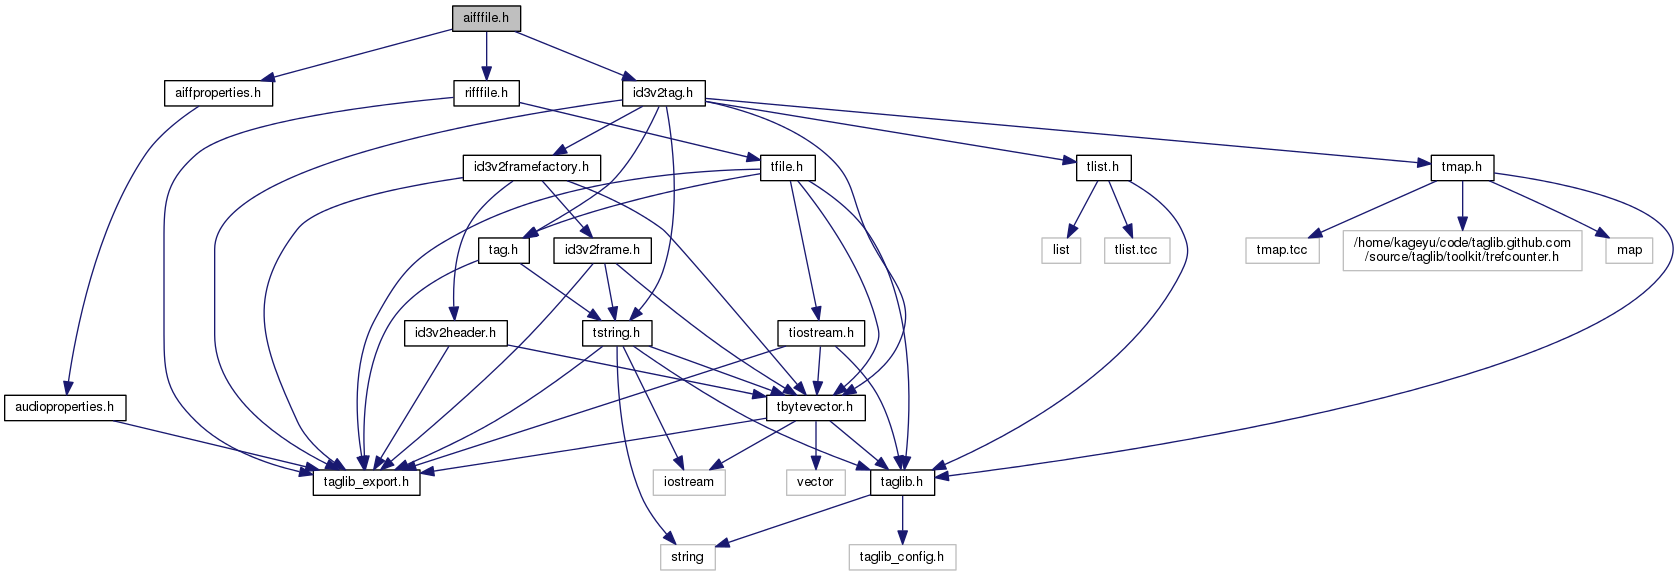 aifffile.h
aiffproperties.h
rifffile.h
id3v2tag.h
id3v2framefactory.h
tfile.h
tlist.h
tmap.h
tag.h
id3v2frame.h
list
tlist.tcc
tmap.tcc
/home/kageyu/code/taglib.github.com
/source/taglib/toolkit/trefcounter.h
map
id3v2header.h
tstring.h
tiostream.h
audioproperties.h
tbytevector.h
taglib_export.h
iostream
vector
taglib.h
string
taglib_config.h